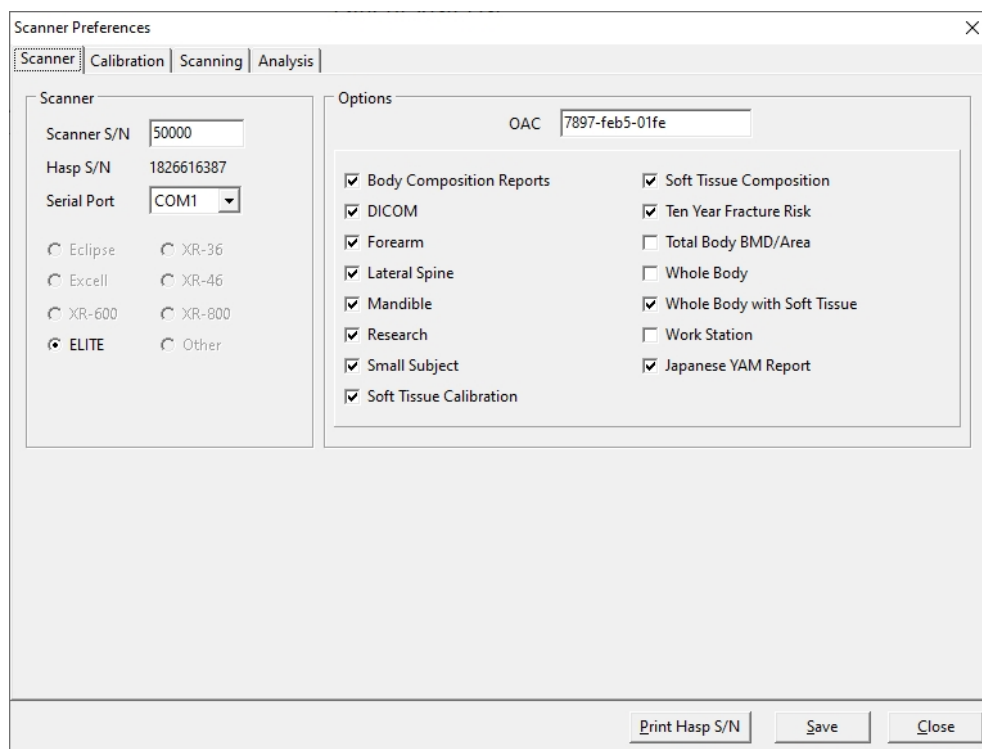 Scanner Preferences
Scanner Calibration Scanning Analysis
Scanner
Scanner S/N 50000
Hasp S/N 1826616387
Serial Port COM1
Eclipse XR-36
Excell XR-46
XR-600 XR-800
ELITE Other
Options
OAC 7897-feb5-01fe
Body Composition Reports Soft Tissue Composition
DICOM Ten Year Fracture Risk
Forearm Total Body BMD/Area
Lateral Spine Whole Body
Mandible Whole Body with Soft Tissue
Research Work Station
Small Subject Japanese YAM Report
Soft Tissue Calibration
Print Hasp S/N Save Close